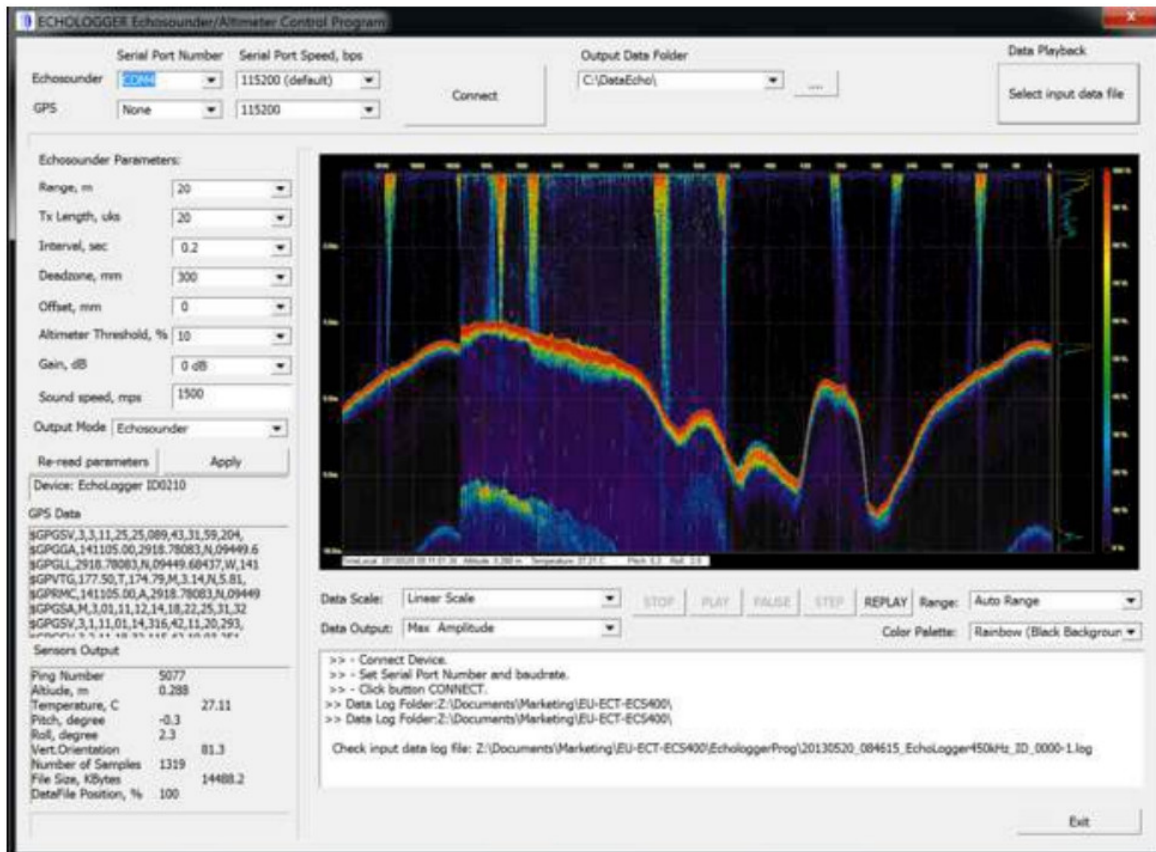 ECHOLOGGER Echosounder/Altimeter Control Program
Serial Port Number Serial Port Speed, bps Output Data Folder Data Playback
Echosounder COM4 115200 (default) Connect C:\DataEcho\ ... Select input data file
GPS None 115200
Echosounder Parameters:
Range, m 20
Tx Length, uks 20
Interval, sec 0.2
Deadzone, mm 300
Offset, mm 0
Altimeter Threshold, % 10
Gain, dB 0 dB
Sound speed, mps 1500
Output Mode Echosounder
Re-read parameters Apply
Device: EchoLogger ID0210
GPS Data
$GPGSV,3,3,11,25,25,089,43,31,59,204,
$GPGGA,141105.00,2918.78083,N,09449.6
$GPGLL,2918.78083,N,09449.68437,W,141
$GPVTG,177.50,T,174.79,M,3.14,N,5.81,
$GPRMC,141105.00,A,2918.78083,N,09449
$GPGSA,M,3,01,11,12,14,18,22,25,31,32
$GPGSV,3,1,11,01,14,316,42,11,20,293,
Sensors Output
Ping Number 5077
Altiude, m 0.288
Temperature, C 27.11
Pitch, degree -0.3
Roll, degree 2.3
Vert.Orientation 81.3
Number of Samples 1319
File Size, KBytes 14488.2
DataFile Position, % 100
Data Scale: Linear Scale STOP PLAY PAUSE STEP REPLAY Range: Auto Range
Data Output: Max Amplitude Color Palette: Rainbow (Black Backgroun
>> - Connect Device.
>> - Set Serial Port Number and baudrate.
>> - Click button CONNECT.
>> Data Log Folder:Z:\Documents\Marketing\EU-ECT-ECS400\
>> Data Log Folder:Z:\Documents\Marketing\EU-ECT-ECS400\
Check input data log file: Z:\Documents\Marketing\EU-ECT-ECS400\EchologgerProg\20130520_084615_EchoLogger450kHz_ID_0000-1.log
Exit